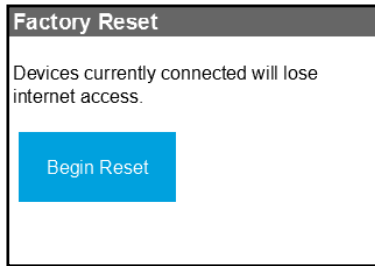 Factory Reset
Devices currently connected will lose
internet access.
Begin Reset